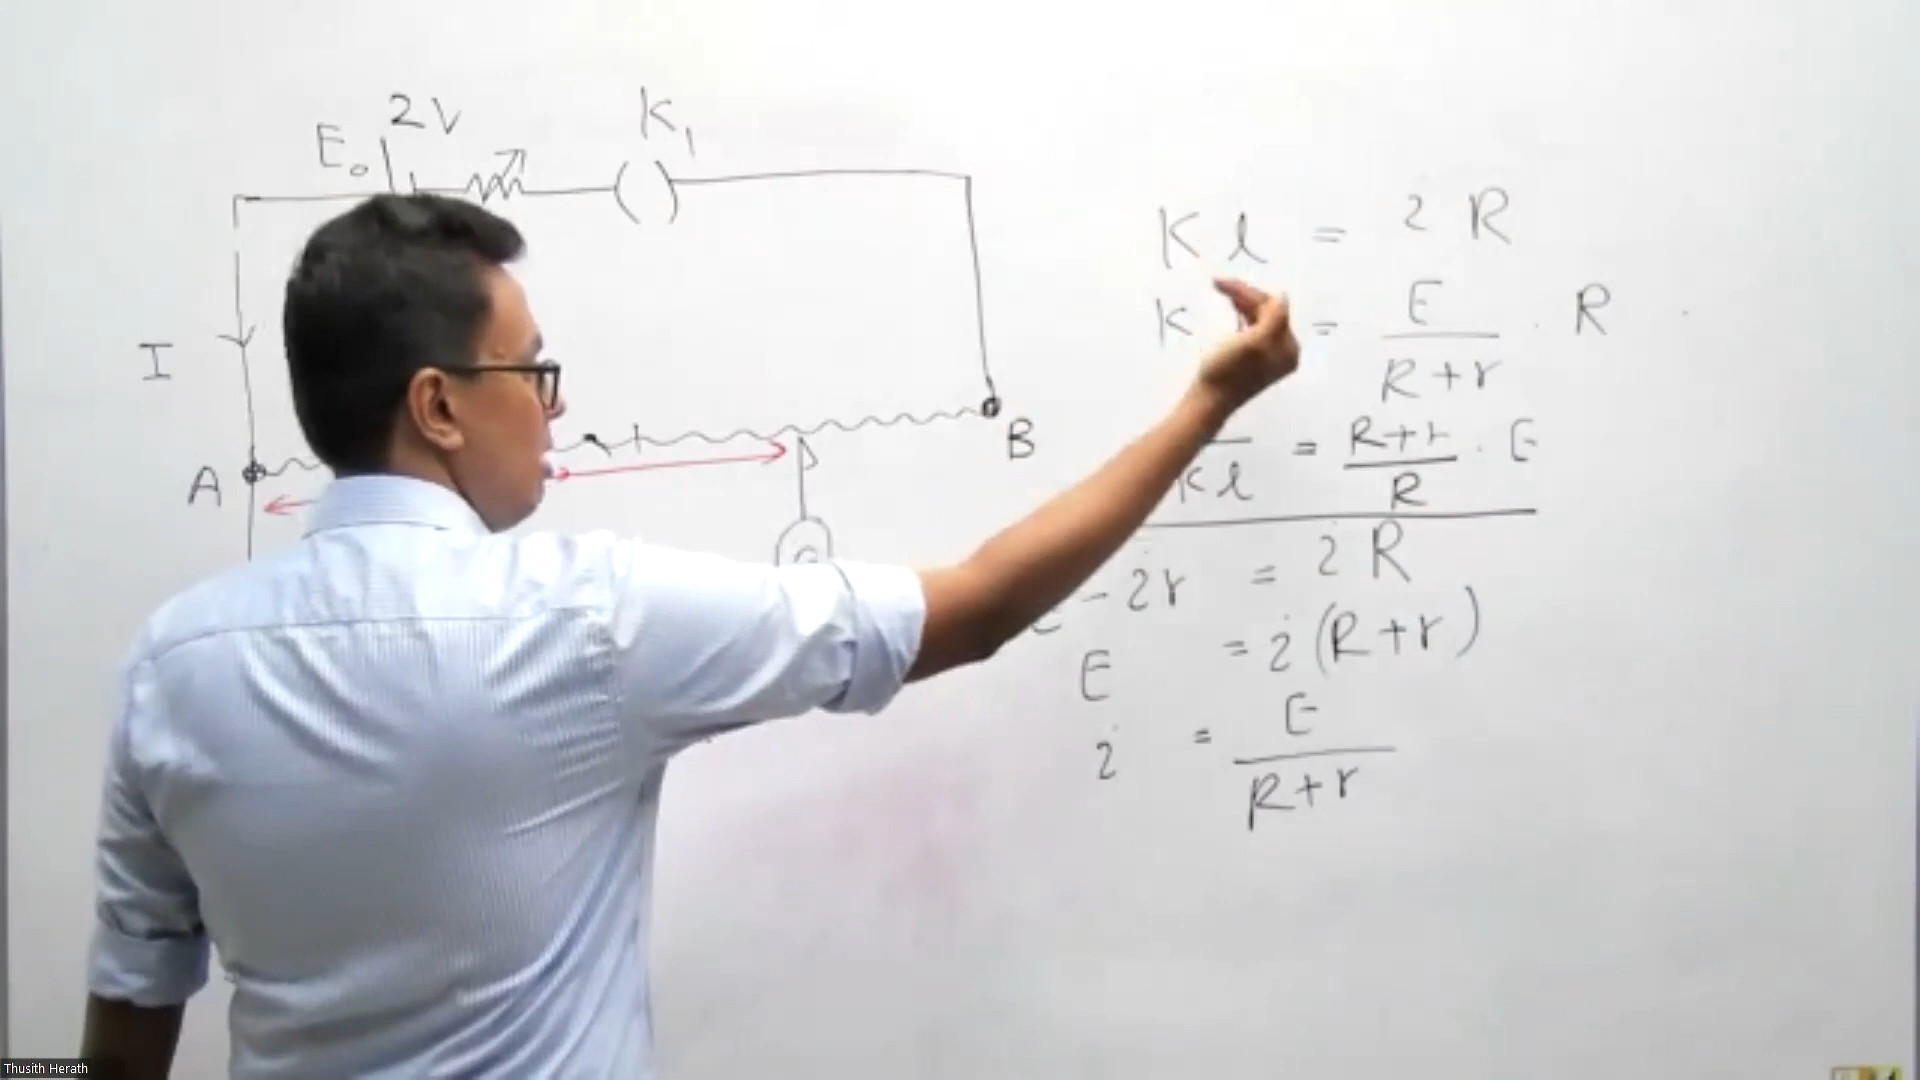 2V
E₀
K₁
I
A
B
K l = i R
K = E / R+r . R .
/ Kl = R+r / R . E
- ir = i R
E = i (R+r)
i = E / R+r
Thusith Herath